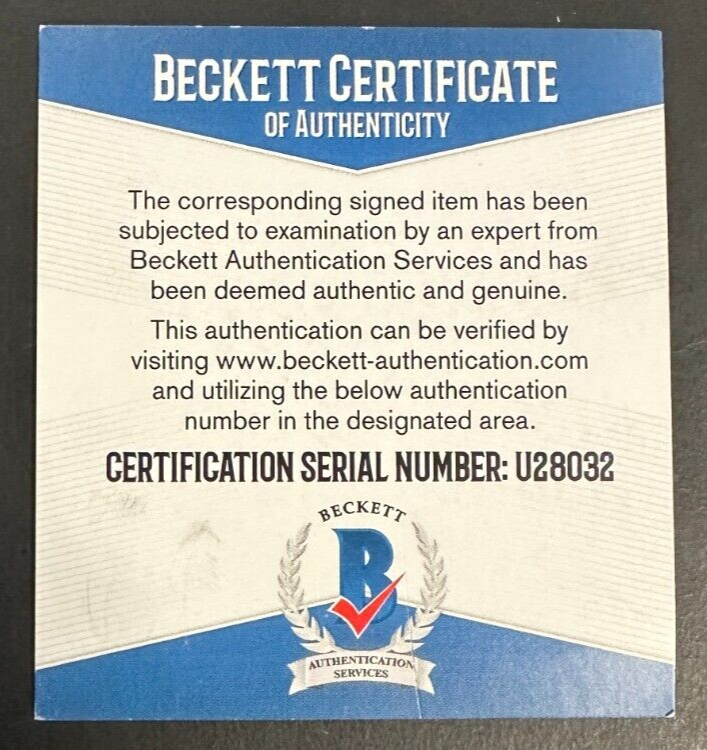 BECKETT CERTIFICATE
OF AUTHENTICITY
The corresponding signed item has been
subjected to examination by an expert from
Beckett Authentication Services and has
been deemed authentic and genuine.
This authentication can be verified by
visiting www.beckett-authentication.com
and utilizing the below authentication
number in the designated area.
CERTIFICATION SERIAL NUMBER: U28032
BECKETT
B
AUTHENTICATION
SERVICES